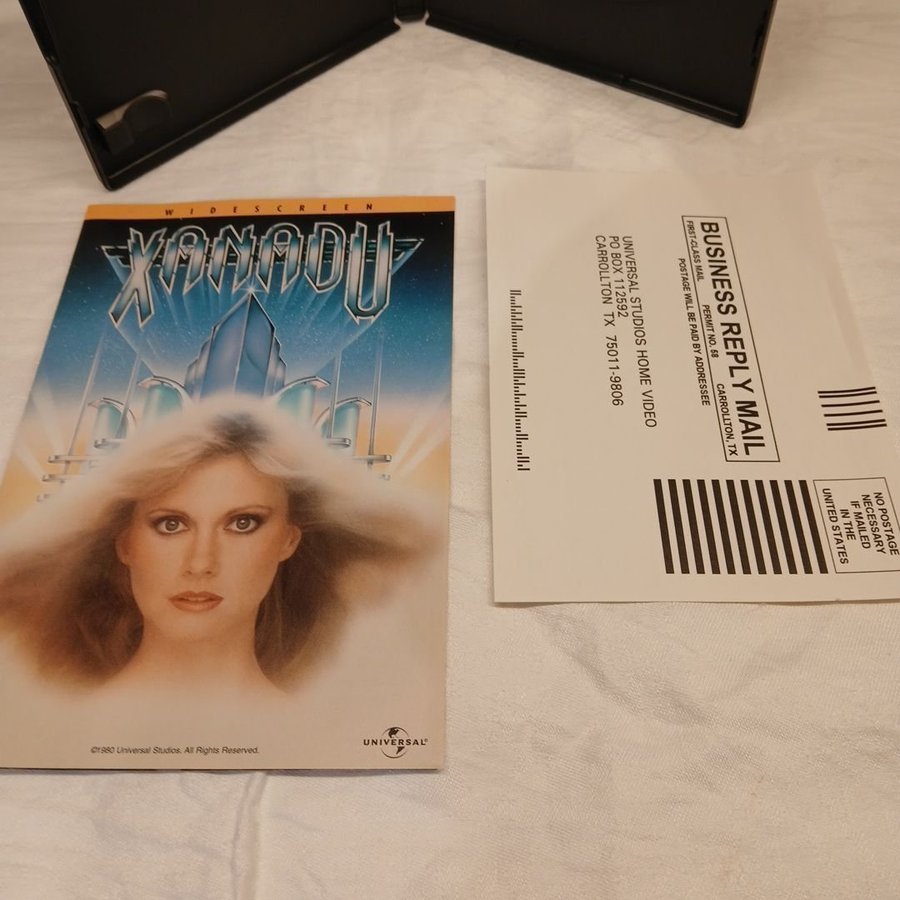 WIDESCREEN
XANADU
©1980 Universal Studios. All Rights Reserved.
UNIVERSAL®
BUSINESS REPLY MAIL
FIRST-CLASS MAIL PERMIT NO. 58 CARROLLTON, TX
POSTAGE WILL BE PAID BY ADDRESSEE
UNIVERSAL STUDIOS HOME VIDEO
PO BOX 112592
CARROLLTON TX 75011-9806
NO POSTAGE
NECESSARY
IF MAILED
IN THE
UNITED STATES